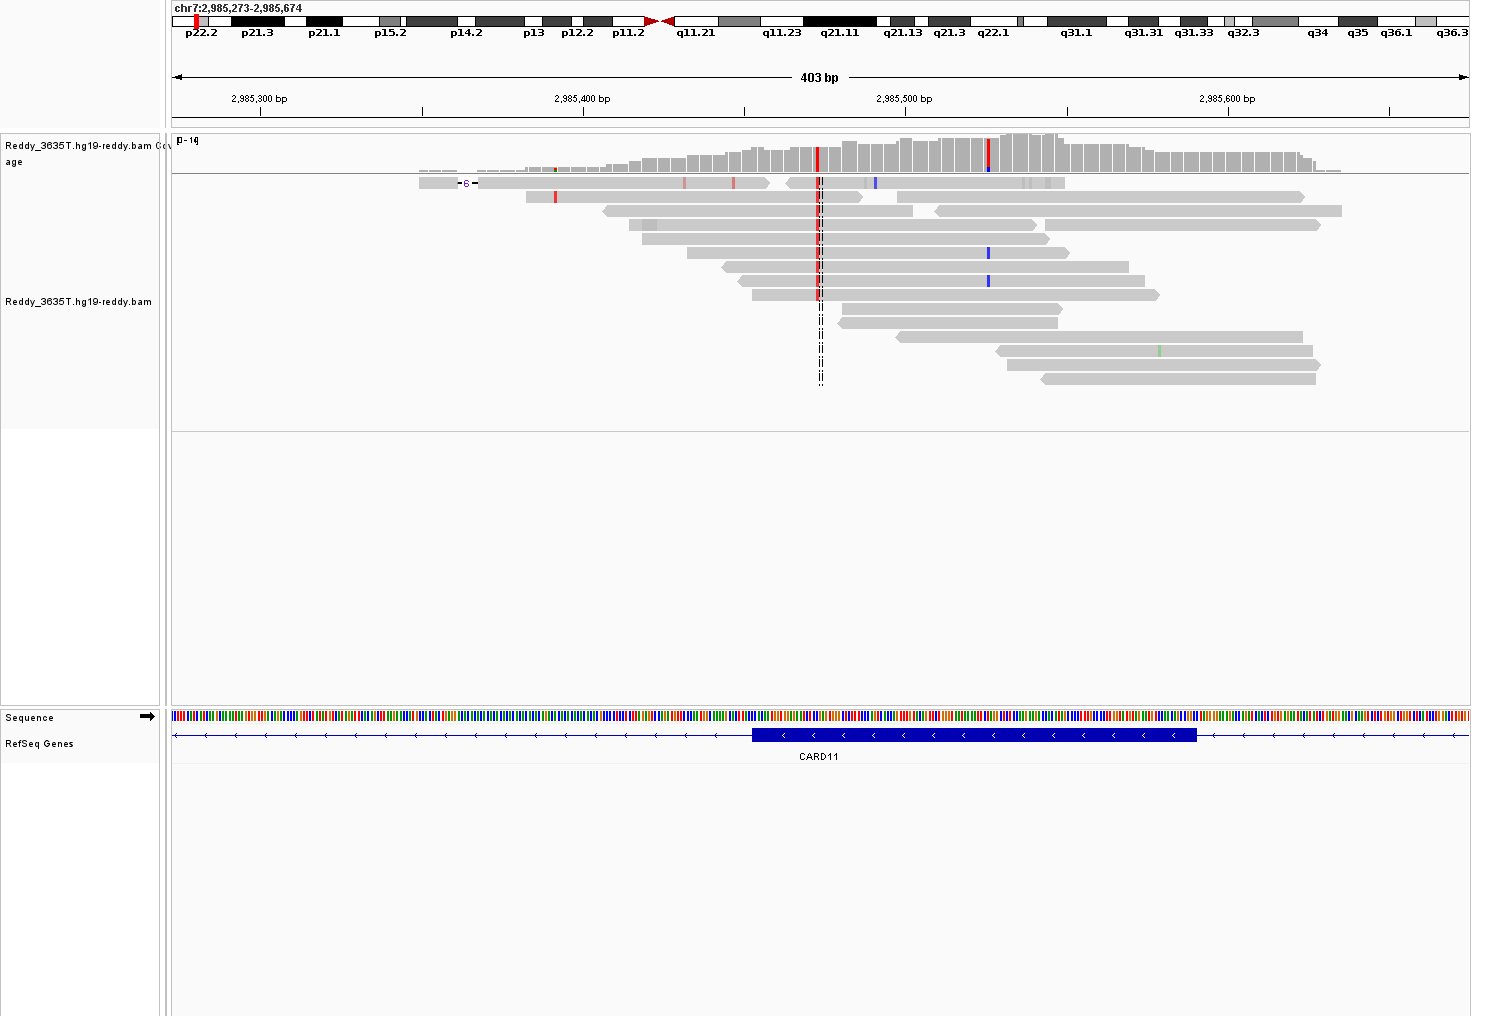 chr7:2,985,273-2,985,674
p22.2 p21.3 p21.1 p15.2 p14.2 p13 p12.2 p11.2 q11.21 q11.23 q21.11 q21.13 q21.3 q22.1 q31.1 q31.31 q31.33 q32.3 q34 q35 q36.1 q36.3
403 bp
2,985,300 bp 2,985,400 bp 2,985,500 bp 2,985,600 bp
Reddy_3635T.hg19-reddy.bam Cov
age
6
Reddy_3635T.hg19-reddy.bam
Sequence
RefSeq Genes
CARD11